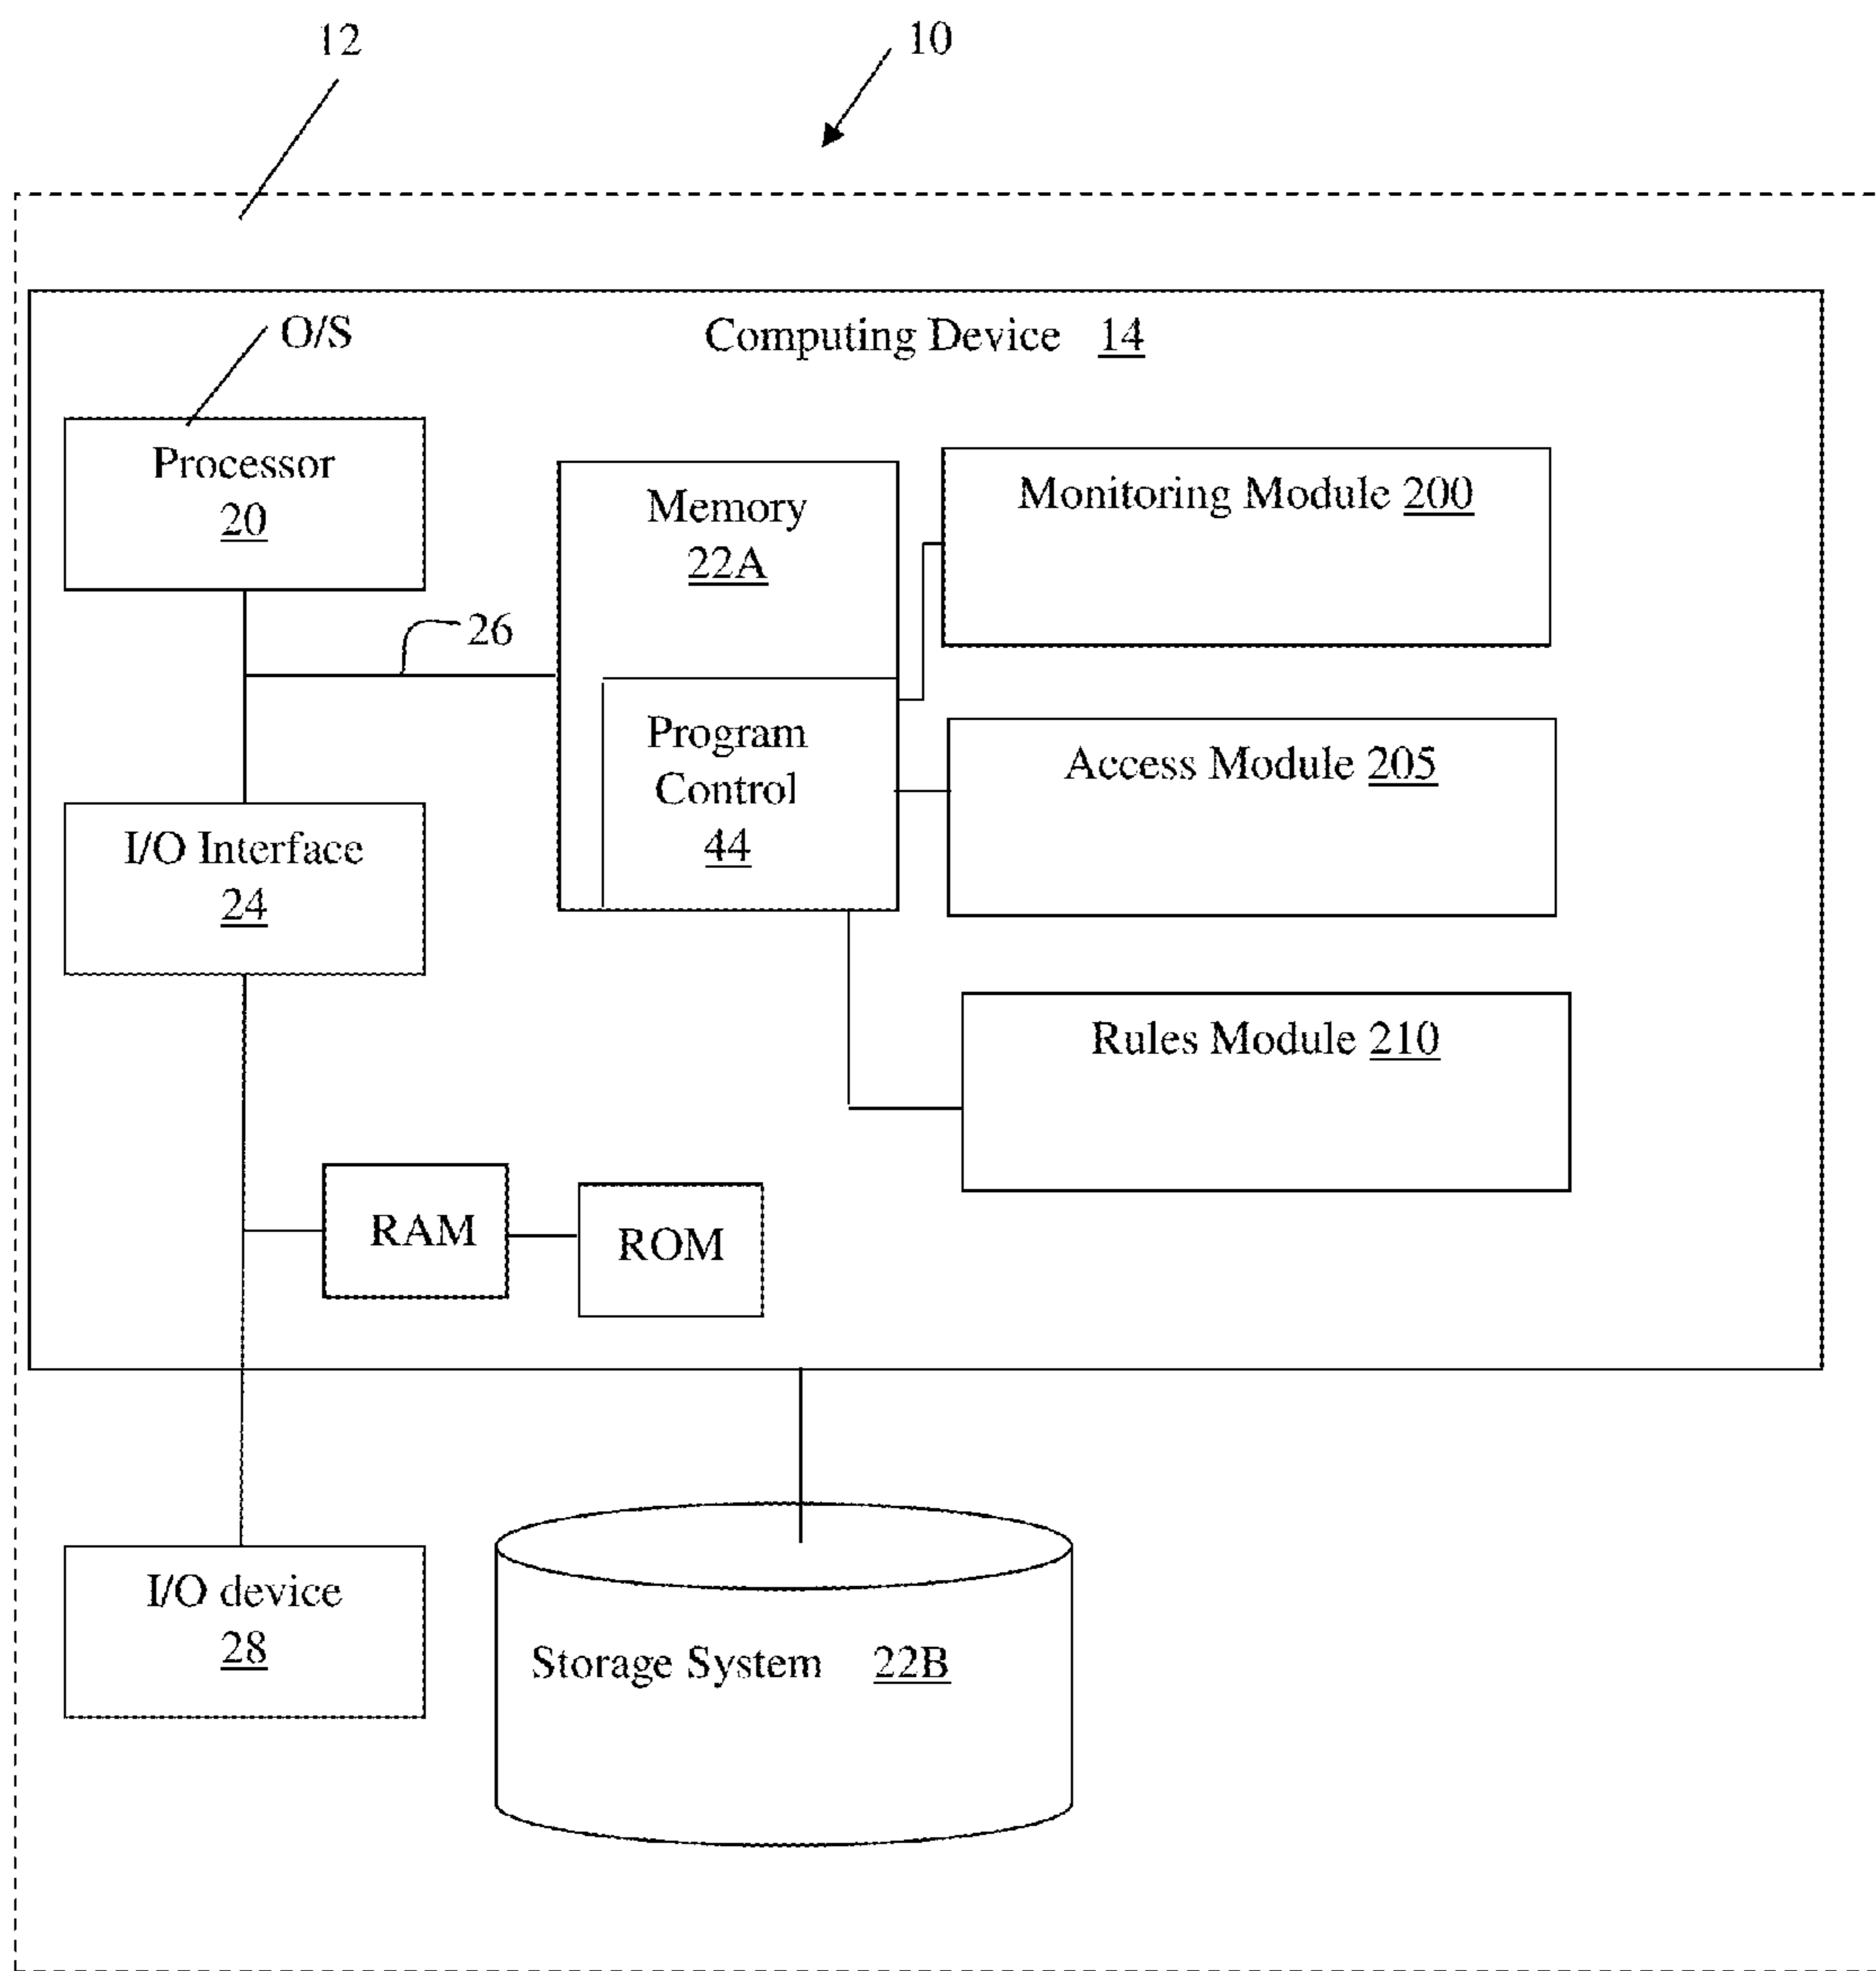 12
10
O/S
Computing Device 14
Processor
20
Memory
22A
Monitoring Module 200
26
Program
Control
44
Access Module 205
I/O Interface
24
Rules Module 210
RAM
ROM
I/O device
28
Storage System 22B